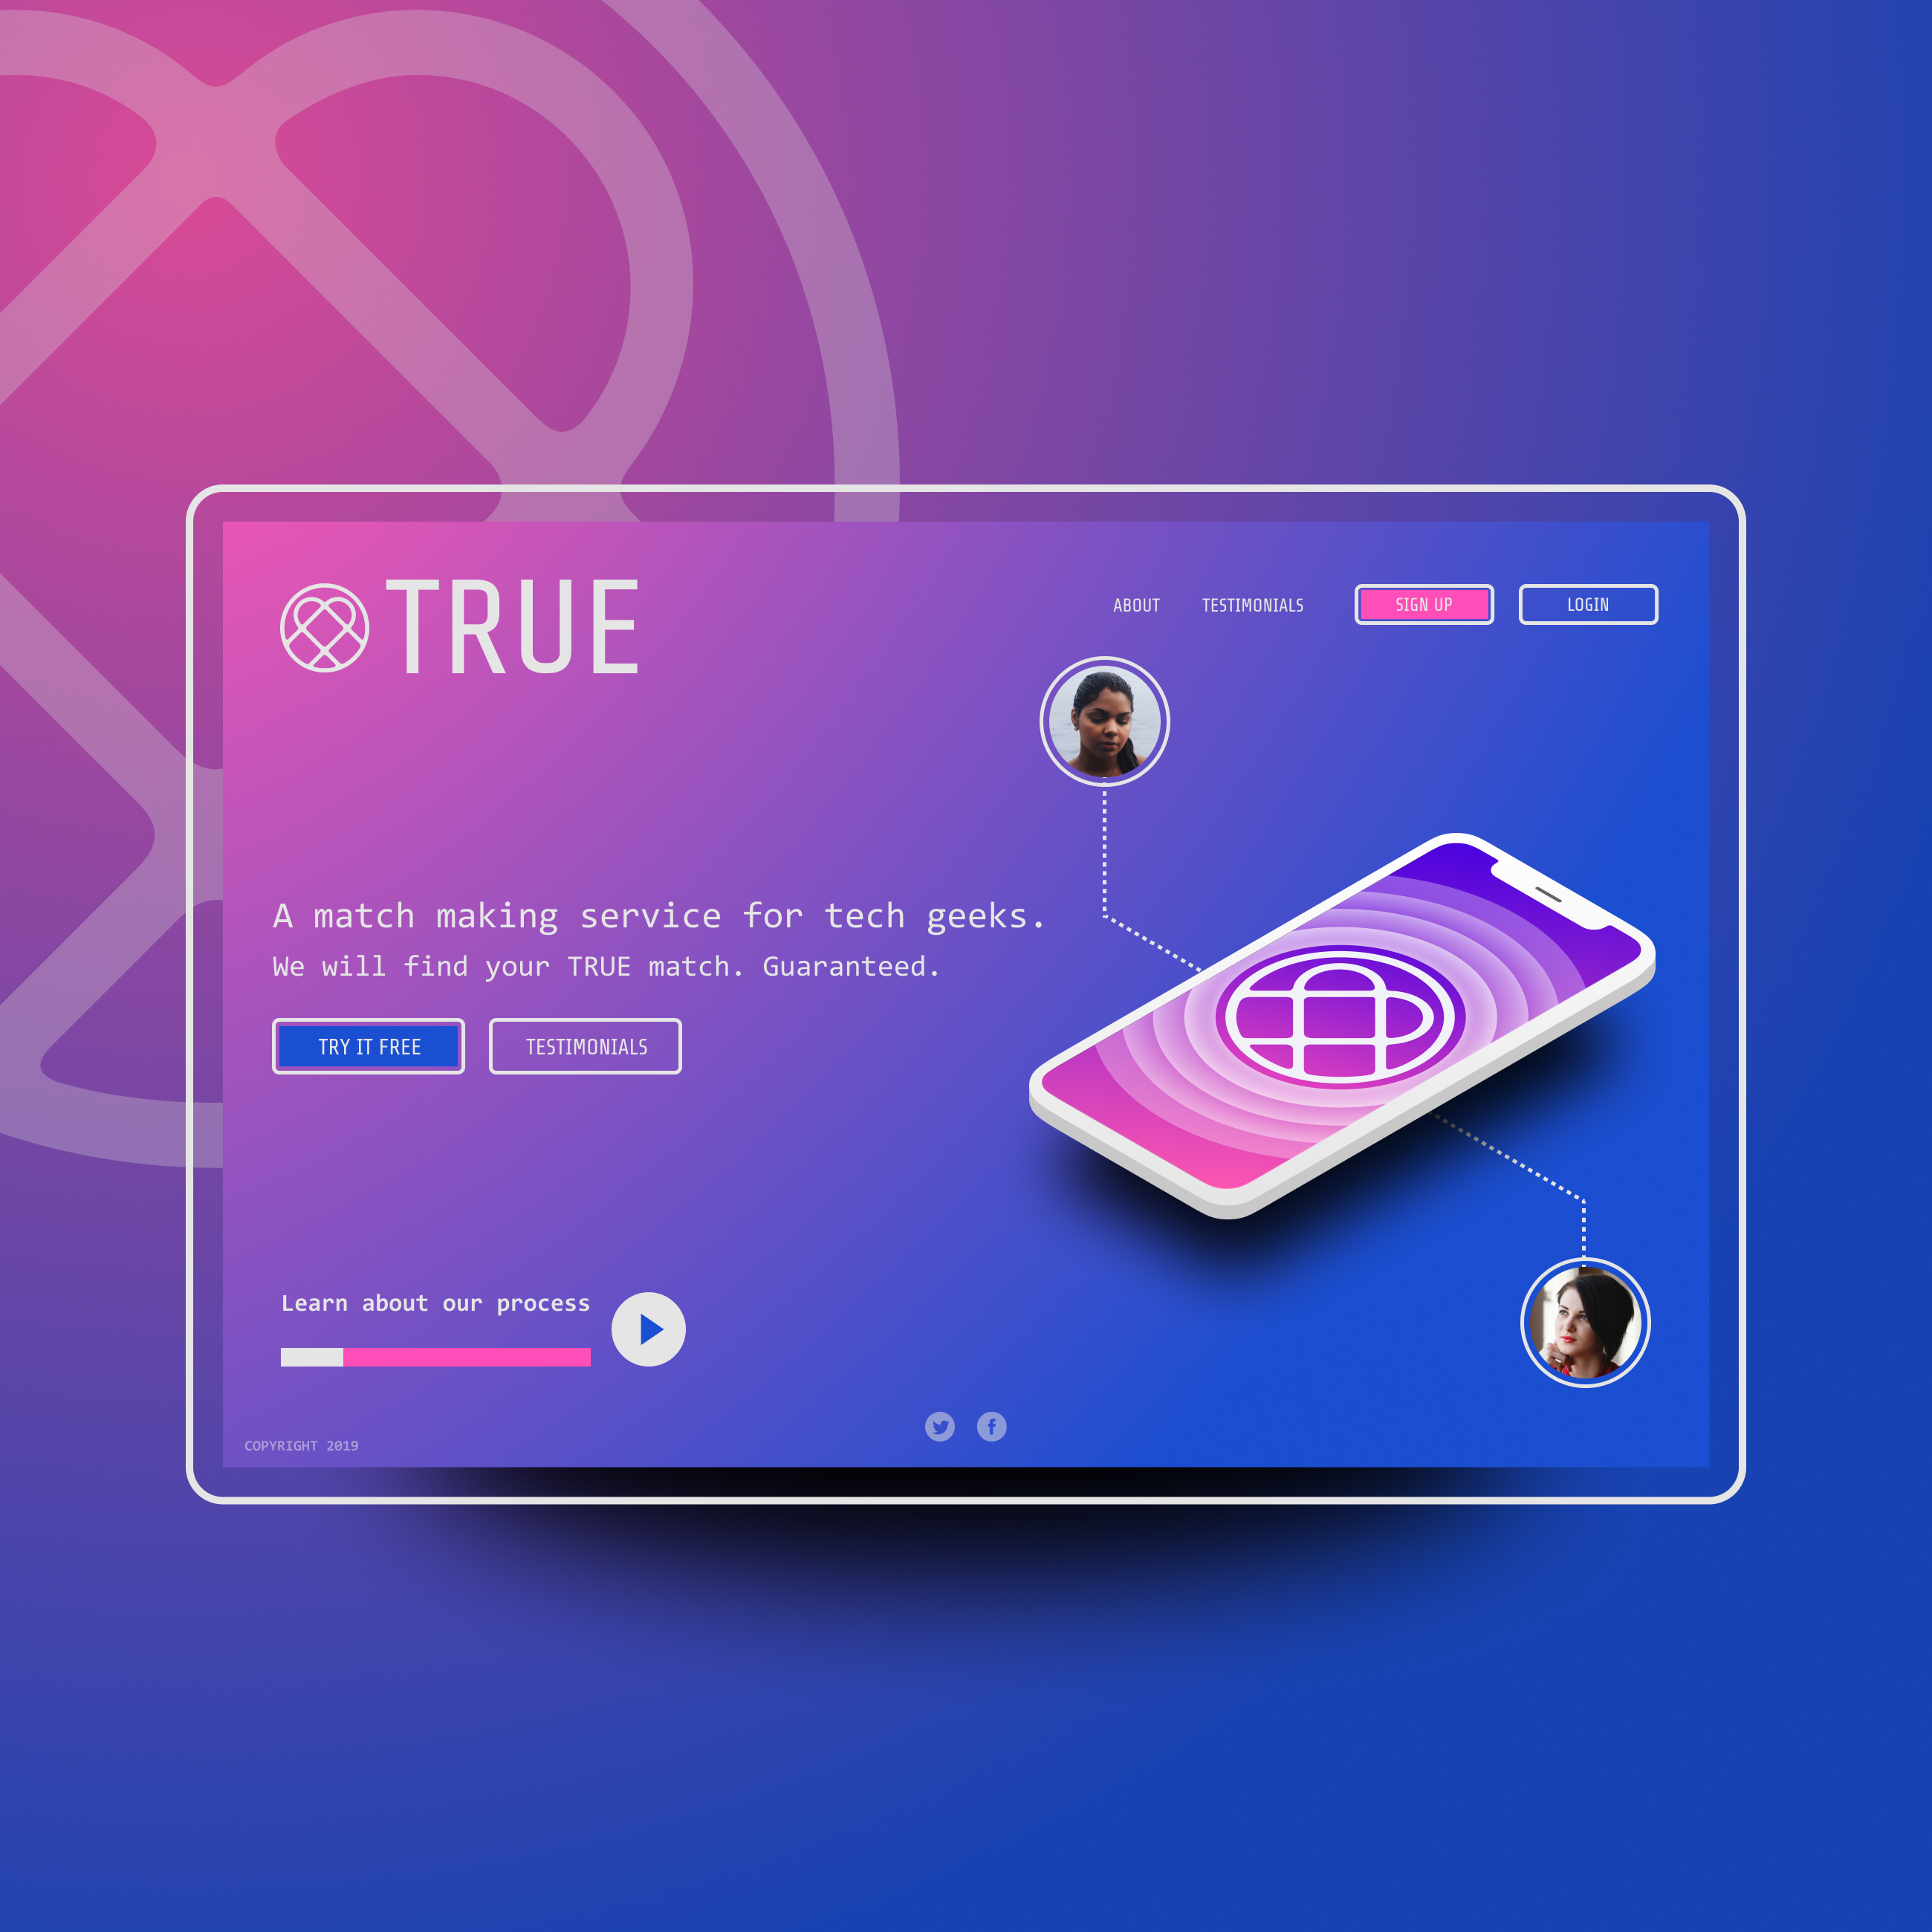 TRUE
ABOUT
TESTIMONIALS
SIGN UP
LOGIN
A match making service for tech geeks.
We will find your TRUE match. Guaranteed.
TRY IT FREE
TESTIMONIALS
Learn about our process
COPYRIGHT 2019